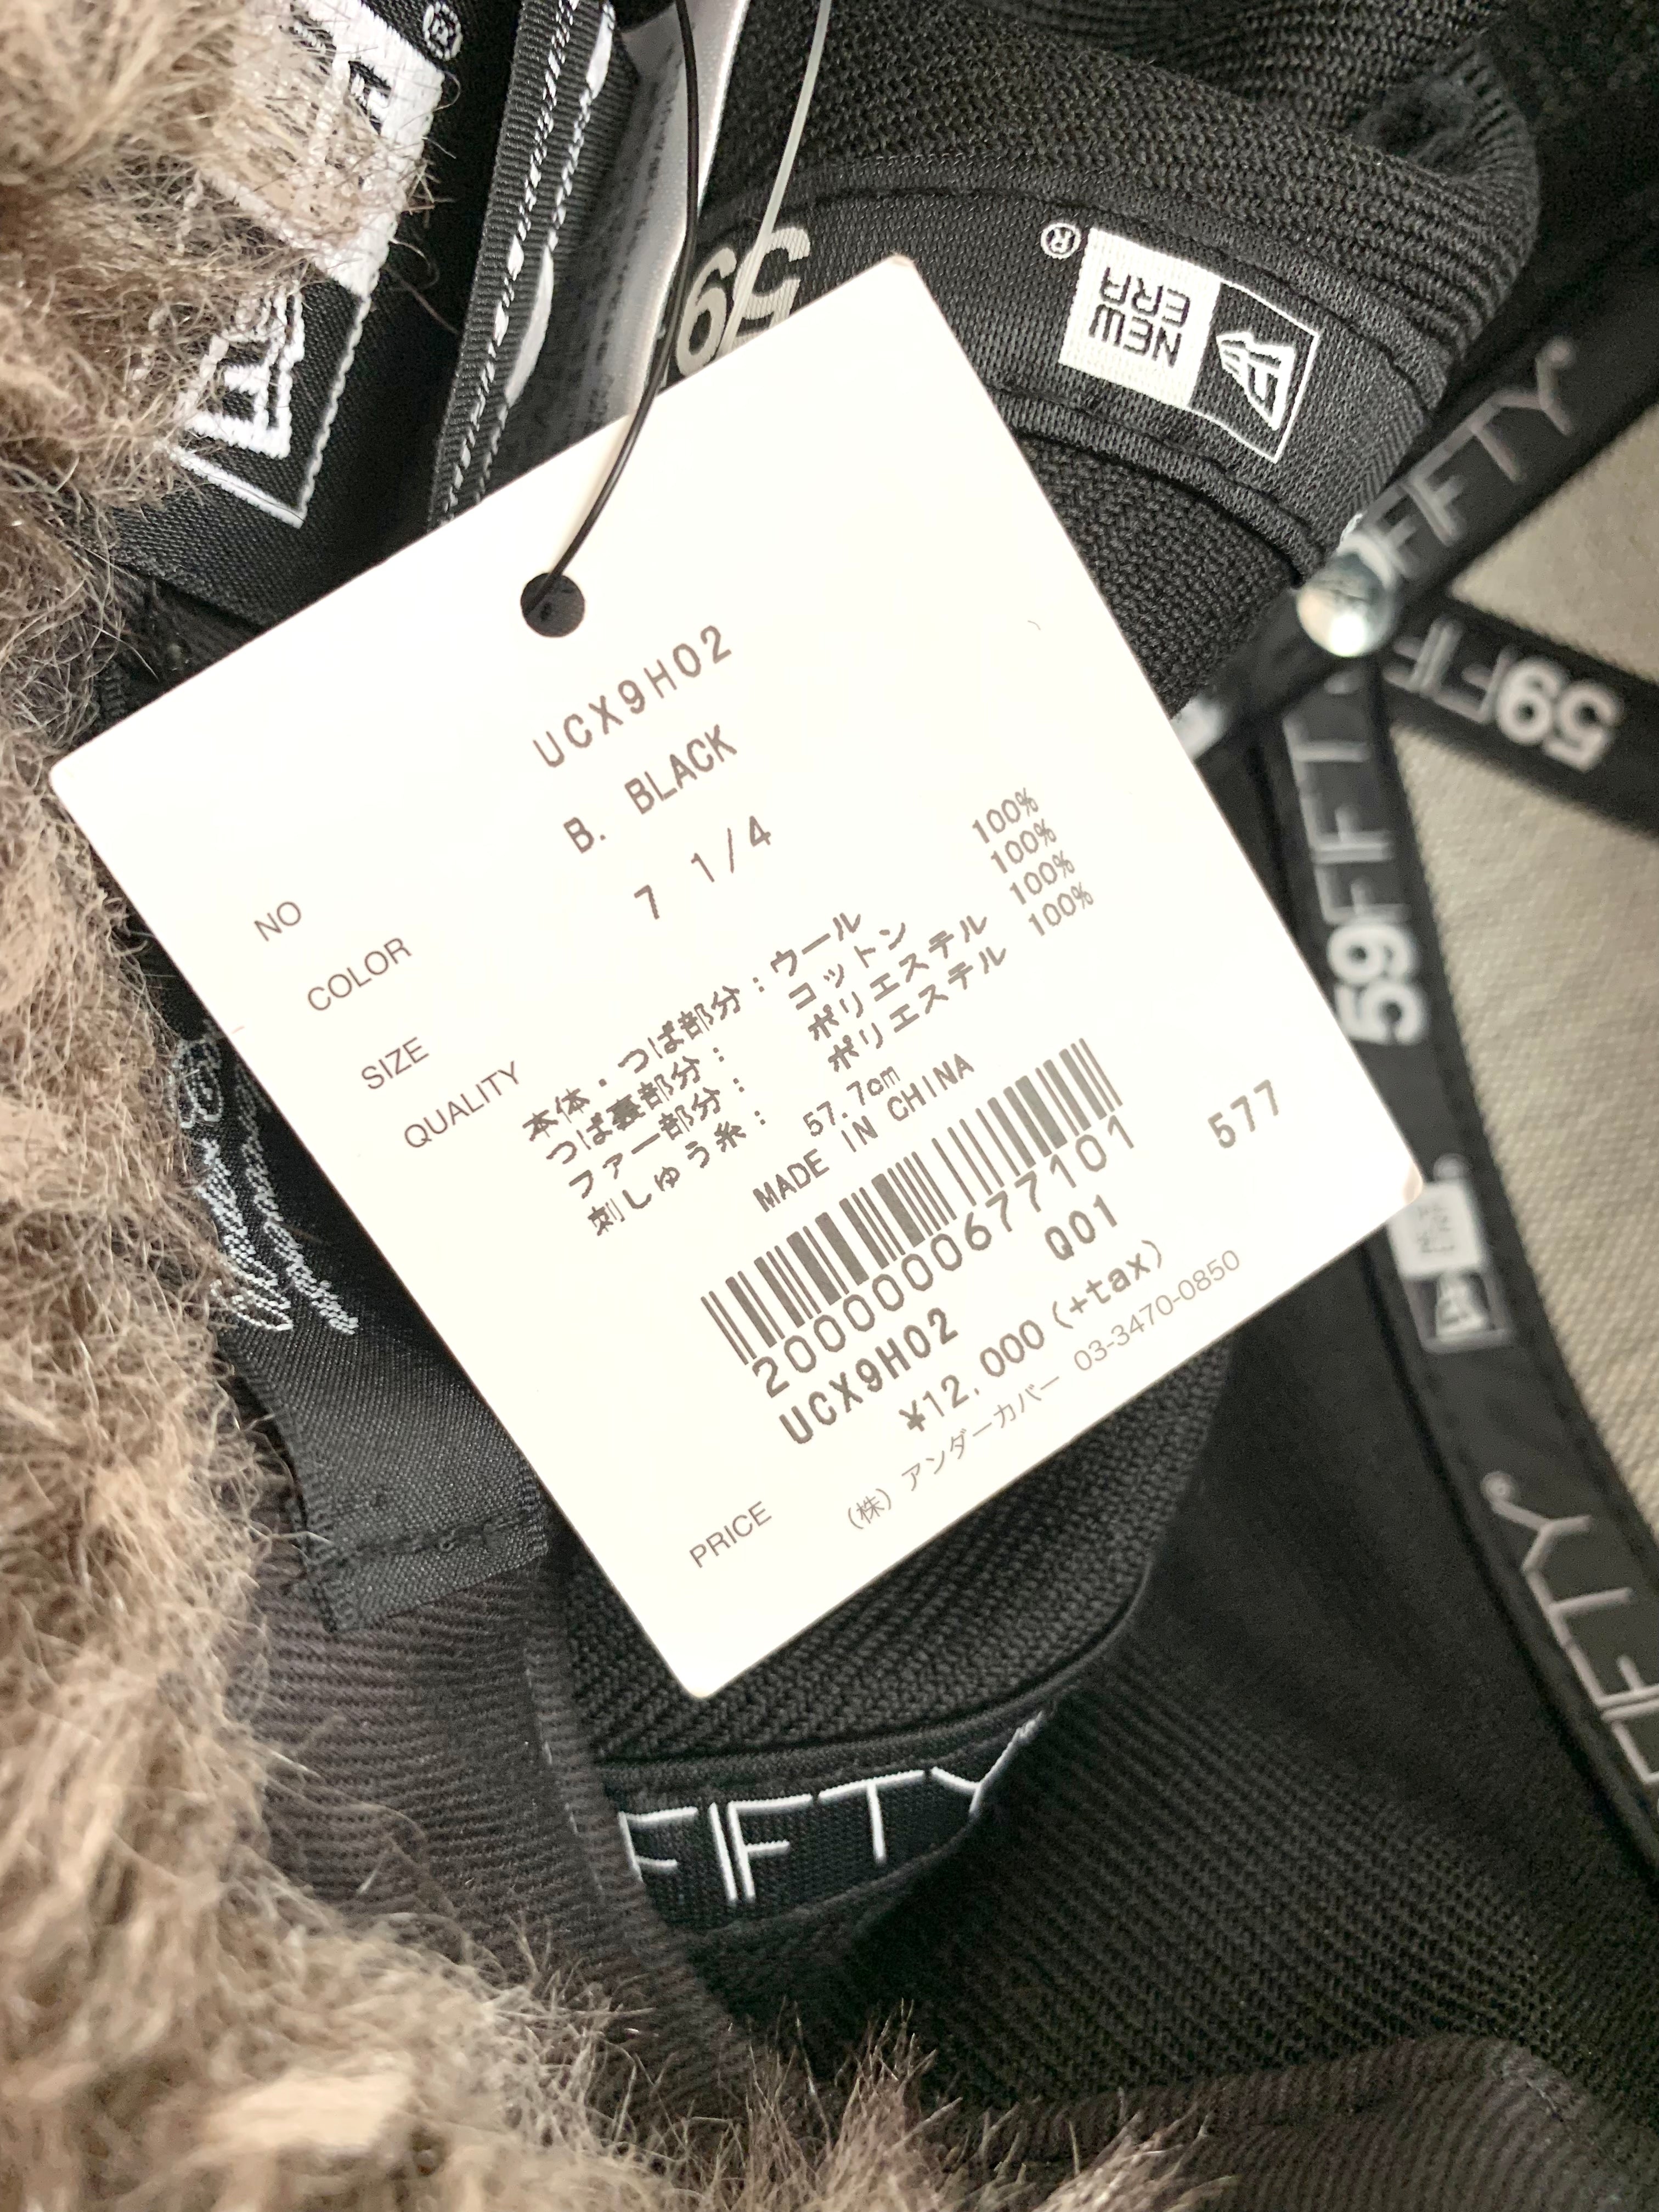 NO UCX9H02
COLOR B. BLACK
SIZE 7 1/4
QUALITY
本体・つば部分：ウール 100%
つば裏部分： コットン 100%
ファー部分： ポリエステル 100%
刺しゅう糸： ポリエステル 100%
57.7cm
MADE IN CHINA
2000000677101
UCX9H02 Q01 577
PRICE ¥12,000(+tax)
(株) アンダーカバー 03-3470-0850
59
NEW
ERA
®
®
FIFTY
59FIFTY
59FIFTY
FIFTY
FIFTY